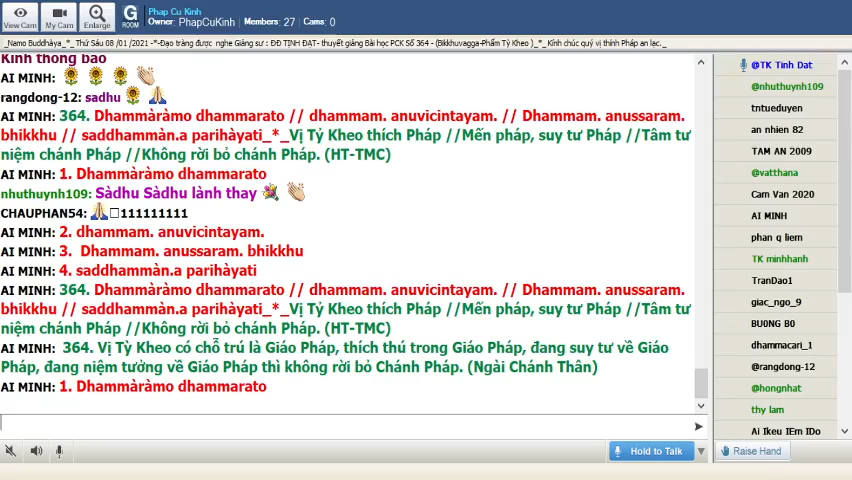 View Cam
My Cam
Enlarge
G
ROOM
Phap Cu Kinh
Owner: PhapCuKinh Members: 27 Cams: 0
_Namo Buddhàya_*_ Thứ Sáu 08 /01 /2021 -*-Đạo tràng được nghe Giảng sư : ĐĐ TỊNH ĐẠT- thuyết giảng Bài học PCK Số 364 - (Bikkhuvagga-Phẩm Tỳ Kheo )_*_ Kính chúc quý vị thính Pháp an lạc._
Kính thông báo
AI MINH:
rangdong-12: sadhu
AI MINH: 364. Dhammàràmo dhammarato // dhammam. anuvicintayam. // Dhammam. anussaram.
bhikkhu // saddhammàn.a parihàyati_*_Vị Tỷ Kheo thích Pháp //Mến pháp, suy tư Pháp //Tâm tư
niệm chánh Pháp //Không rời bỏ chánh Pháp. (HT-TMC)
AI MINH: 1. Dhammàràmo dhammarato
nhuthuynh109: Sàdhu Sàdhu lành thay
CHAUPHAN54: 111111111
AI MINH: 2. dhammam. anuvicintayam.
AI MINH: 3. Dhammam. anussaram. bhikkhu
AI MINH: 4. saddhammàn.a parihàyati
AI MINH: 364. Dhammàràmo dhammarato // dhammam. anuvicintayam. // Dhammam. anussaram.
bhikkhu // saddhammàn.a parihàyati_*_Vị Tỷ Kheo thích Pháp //Mến pháp, suy tư Pháp //Tâm tư
niệm chánh Pháp //Không rời bỏ chánh Pháp. (HT-TMC)
AI MINH: 364. Vị Tỳ Kheo có chỗ trú là Giáo Pháp, thích thú trong Giáo Pháp, đang suy tư về Giáo
Pháp, đang niệm tưởng về Giáo Pháp thì không rời bỏ Chánh Pháp. (Ngài Chánh Thân)
AI MINH: 1. Dhammàràmo dhammarato
@TK Tinh Dat
@nhuthuynh109
tntueduyen
an nhien 82
TAM AN 2009
@vatthana
Cam Van 2020
AI MINH
phan q liem
TK minhhanh
TranDao1
giac_ngo_9
BU0NG B0
dhammacari_1
@rangdong-12
@hongnhat
thy lam
Ai Ikeu IEm IDo
Hold to Talk
Raise Hand